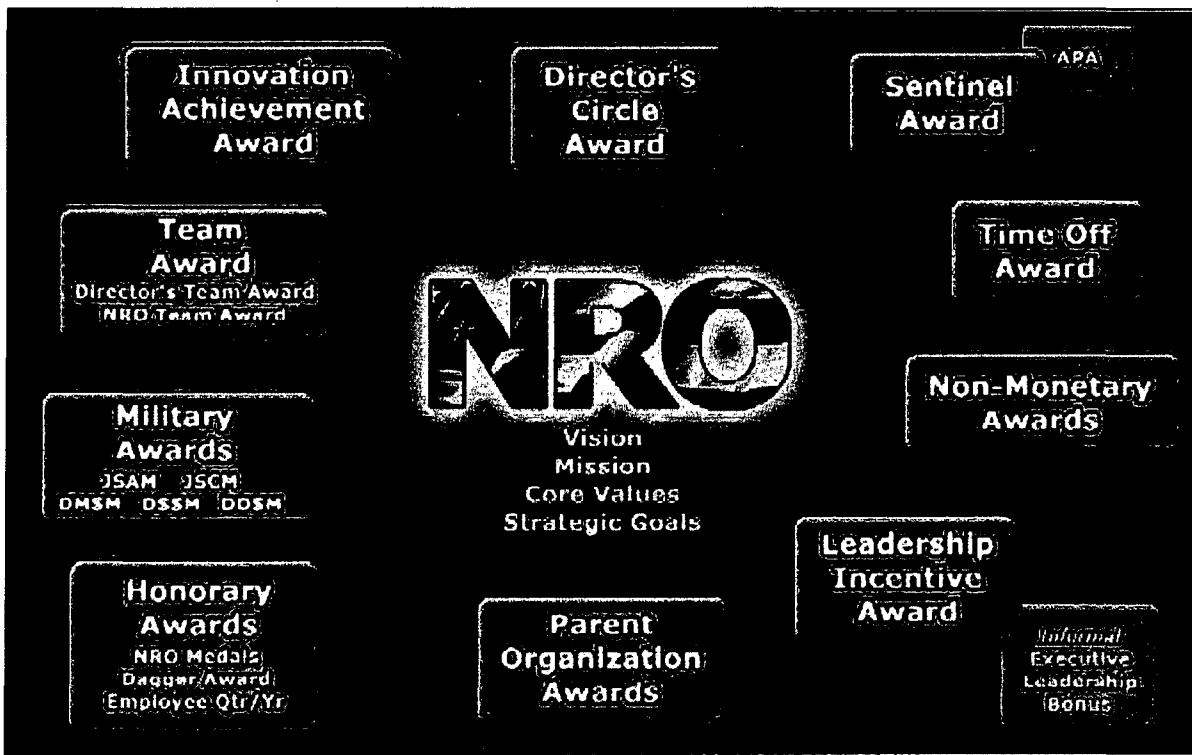 Innovation
Achievement
Award
Director's
Circle
Award
Sentinel
Award
APA
Team
Award
Director's Team Award
NRO Team Award
Time Off
Award
NRO
Vision
Mission
Core Values
Strategic Goals
Non-Monetary
Awards
Military
Awards
JSAM JSCM
DMSM DSSM DDSM
Leadership
Incentive
Award
Honorary
Awards
NRO Medals
Dagger Award
Employee Qtr/Yr
Parent
Organization
Awards
Informal
Executive
Leadership
Bonus